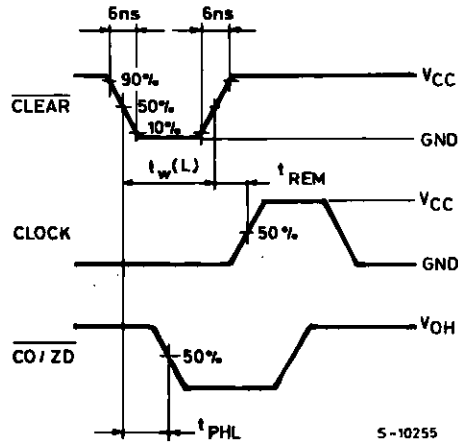 6ns 6ns
90%
VCC
CLEAR
50%
10%
GND
tw(L) tREM
VCC
CLOCK
50%
GND
VOH
CO/ZD
50%
tPHL
S-10255